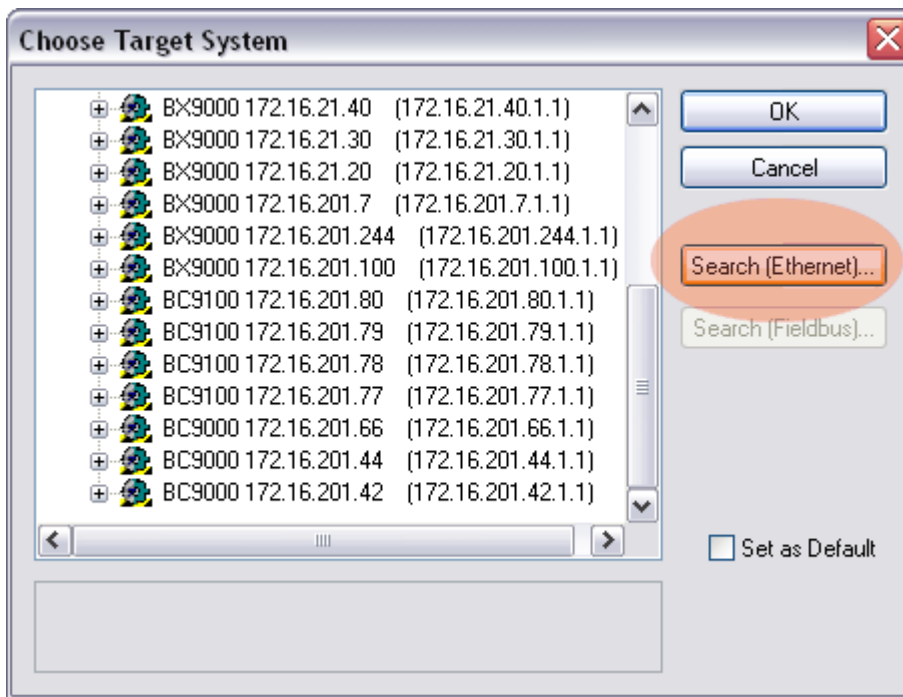 Choose Target System
BX9000 172.16.21.40 (172.16.21.40.1.1)
BX9000 172.16.21.30 (172.16.21.30.1.1)
BX9000 172.16.21.20 (172.16.21.20.1.1)
BX9000 172.16.201.7 (172.16.201.7.1.1)
BX9000 172.16.201.244 (172.16.201.244.1.1)
BX9000 172.16.201.100 (172.16.201.100.1.1)
BC9100 172.16.201.80 (172.16.201.80.1.1)
BC9100 172.16.201.79 (172.16.201.79.1.1)
BC9100 172.16.201.78 (172.16.201.78.1.1)
BC9100 172.16.201.77 (172.16.201.77.1.1)
BC9000 172.16.201.66 (172.16.201.66.1.1)
BC9000 172.16.201.44 (172.16.201.44.1.1)
BC9000 172.16.201.42 (172.16.201.42.1.1)
OK
Cancel
Search (Ethernet)...
Search (Fieldbus)...
Set as Default